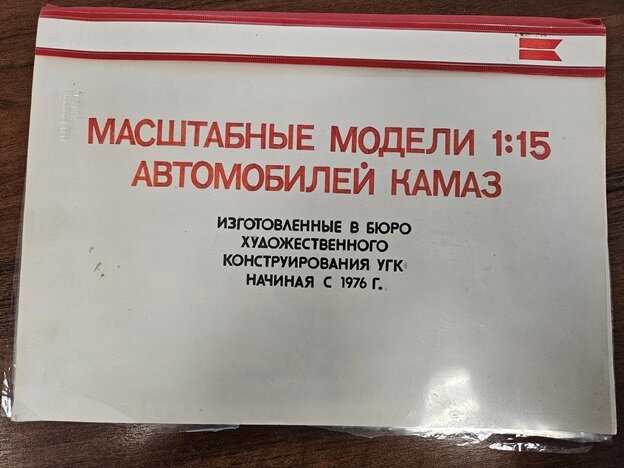 МАСШТАБНЫЕ МОДЕЛИ 1:15
АВТОМОБИЛЕЙ КАМАЗ
ИЗГОТОВЛЕННЫЕ В БЮРО
ХУДОЖЕСТВЕННОГО
КОНСТРУИРОВАНИЯ УГК
НАЧИНАЯ С 1976 Г.